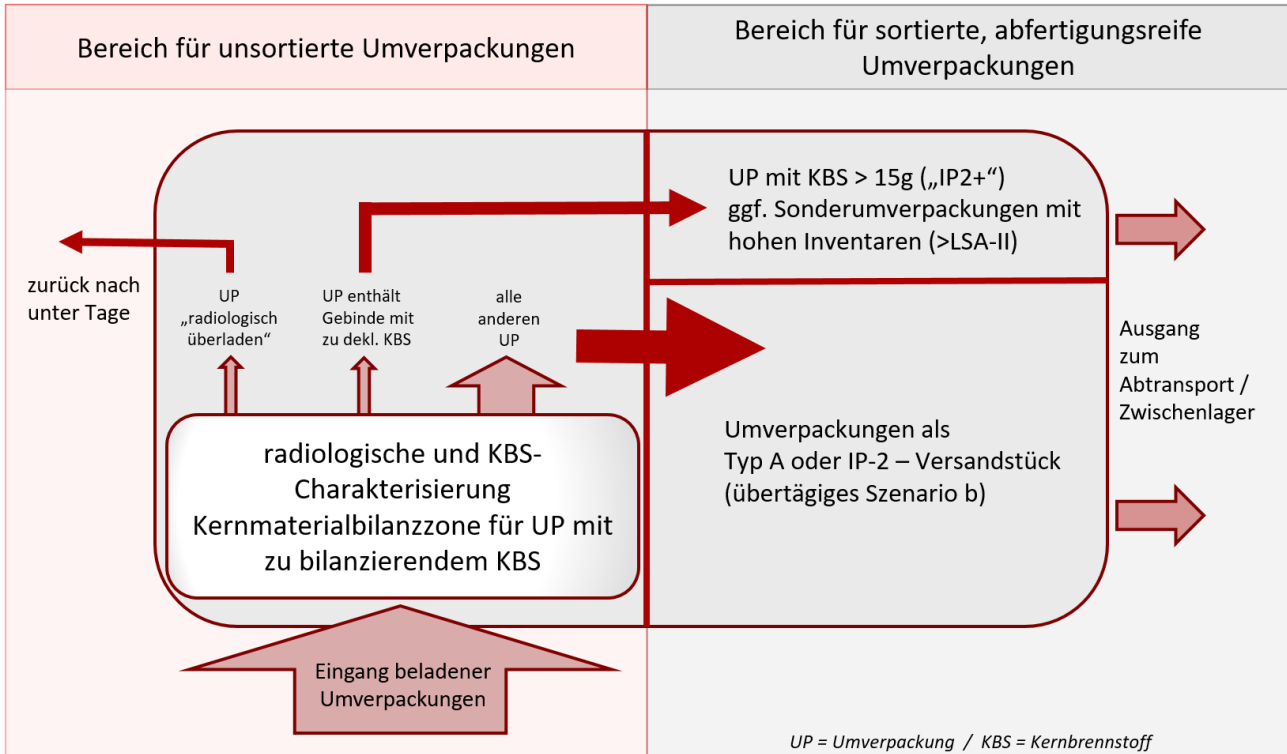 Bereich für unsortierte Umverpackungen
Bereich für sortierte, abfertigungsreife
Umverpackungen
UP mit KBS > 15g („IP2+“)
ggf. Sonderumverpackungen mit
hohen Inventaren (>LSA-II)
zurück nach
unter Tage
UP
„radiologisch
überladen“
UP enthält
Gebinde mit
zu dekl. KBS
alle
anderen
UP
Ausgang
zum
Abtransport /
Zwischenlager
radiologische und KBS-
Charakterisierung
Kernmaterialbilanzzone für UP mit
zu bilanzierendem KBS
Umverpackungen als
Typ A oder IP-2 – Versandstück
(übertägiges Szenario b)
Eingang beladener
Umverpackungen
UP = Umverpackung / KBS = Kernbrennstoff